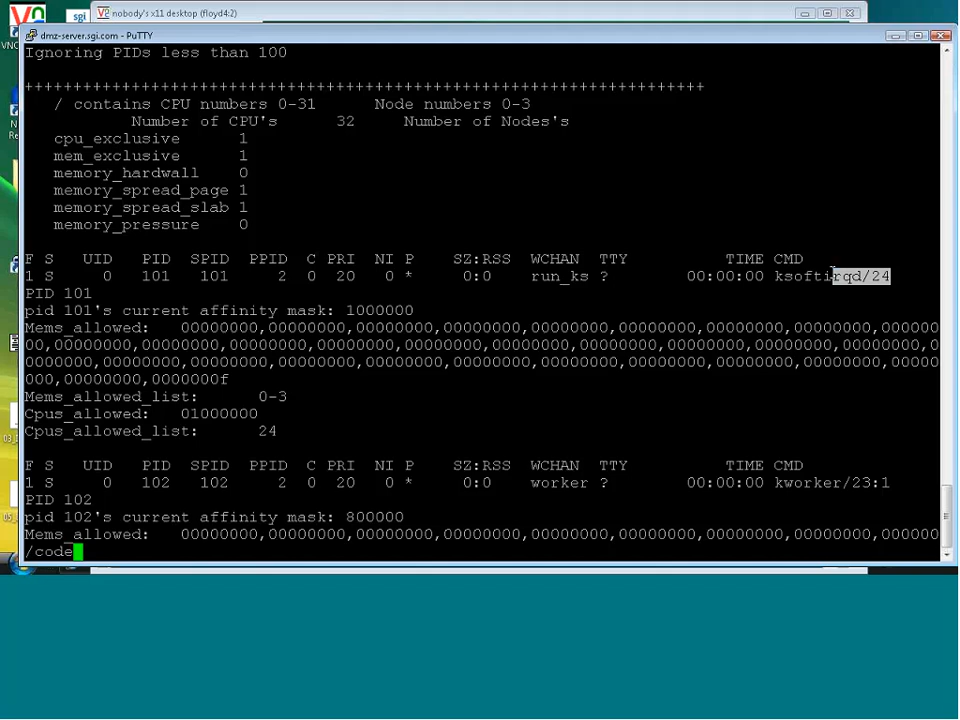 sgi
nobody's x11 desktop (floyd4:2)
dmz-server.sgi.com - PuTTY
Ignoring PIDs less than 100
++++++++++++++++++++++++++++++++++++++++++++++++++++++++++++++++++++++
/ contains CPU numbers 0-31 Node numbers 0-3
Number of CPU's 32 Number of Nodes's
cpu_exclusive 1
mem_exclusive 1
memory_hardwall 0
memory_spread_page 1
memory_spread_slab 1
memory_pressure 0
F S UID PID SPID PPID C PRI NI P SZ:RSS WCHAN TTY TIME CMD
1 S 0 101 101 2 0 20 0 * 0:0 run_ks ? 00:00:00 ksoftirqd/24
PID 101
pid 101's current affinity mask: 1000000
Mems_allowed: 00000000,00000000,00000000,00000000,00000000,00000000,00000000,00000000,000000
00,00000000,00000000,00000000,00000000,00000000,00000000,00000000,00000000,00000000,0
0000000,00000000,00000000,00000000,00000000,00000000,00000000,00000000,00000000,00000
000,00000000,0000000f
Mems_allowed_list: 0-3
Cpus_allowed: 01000000
Cpus_allowed_list: 24
F S UID PID SPID PPID C PRI NI P SZ:RSS WCHAN TTY TIME CMD
1 S 0 102 102 2 0 20 0 * 0:0 worker ? 00:00:00 kworker/23:1
PID 102
pid 102's current affinity mask: 800000
Mems_allowed: 00000000,00000000,00000000,00000000,00000000,00000000,00000000,00000000,000000
/code